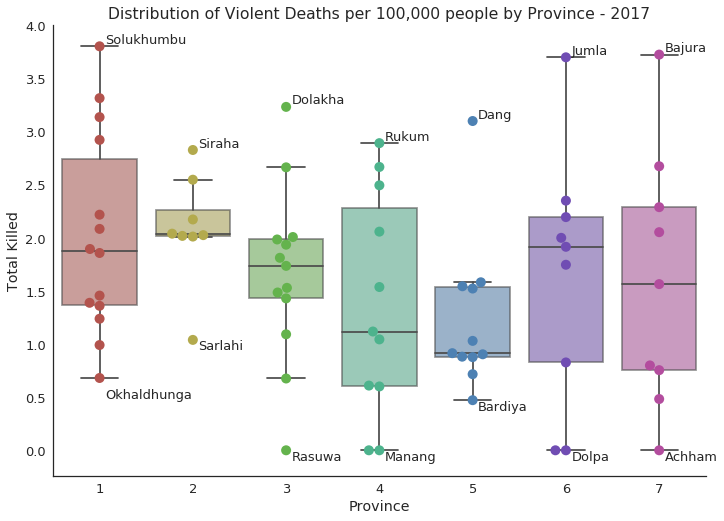 Distribution of Violent Deaths per 100,000 people by Province - 2017
Total Killed
4.0
3.5
3.0
2.5
2.0
1.5
1.0
0.5
0.0
Solukhumbu
Okhaldhunga
Siraha
Sarlahi
Dolakha
Rasuwa
Rukum
Manang
Dang
Bardiya
Jumla
Dolpa
Bajura
Achham
1 2 3 4 5 6 7
Province